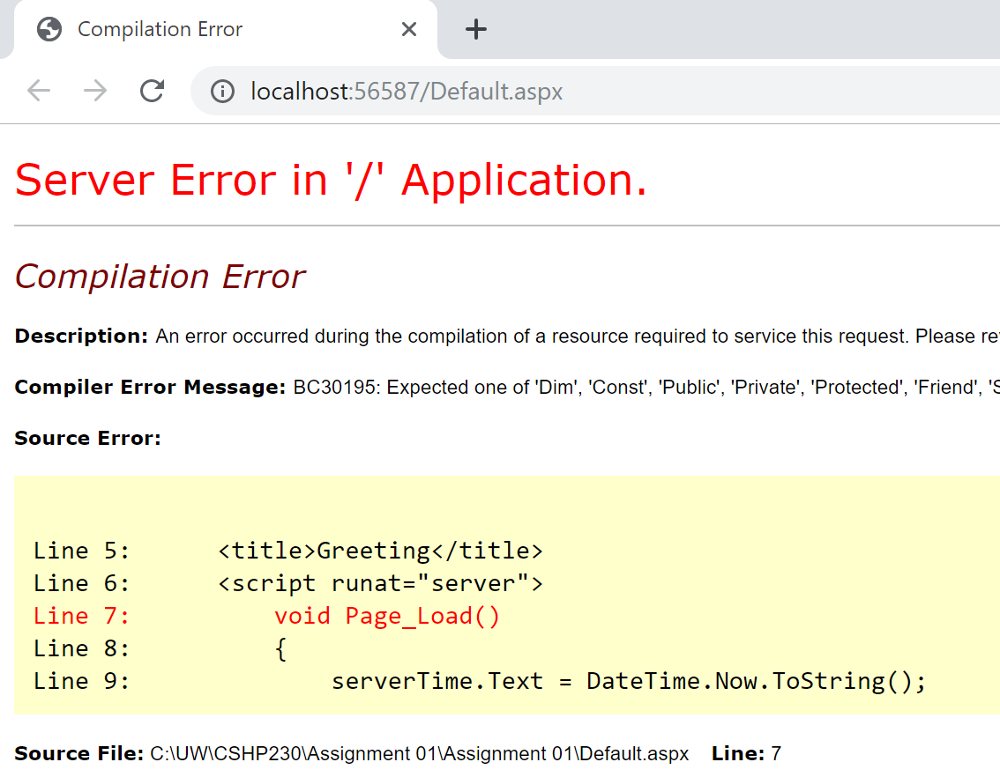 Compilation Error
localhost:56587/Default.aspx
Server Error in '/' Application.
Compilation Error
Description: An error occurred during the compilation of a resource required to service this request. Please
Compiler Error Message: BC30195: Expected one of 'Dim', 'Const', 'Public', 'Private', 'Protected', 'Friend',
Source Error:
Line 5:      <title>Greeting</title>
Line 6:      <script runat="server">
Line 7:          void Page_Load()
Line 8:          {
Line 9:              serverTime.Text = DateTime.Now.ToString();
Source File: C:\UW\CSHP230\Assignment 01\Assignment 01\Default.aspx    Line: 7